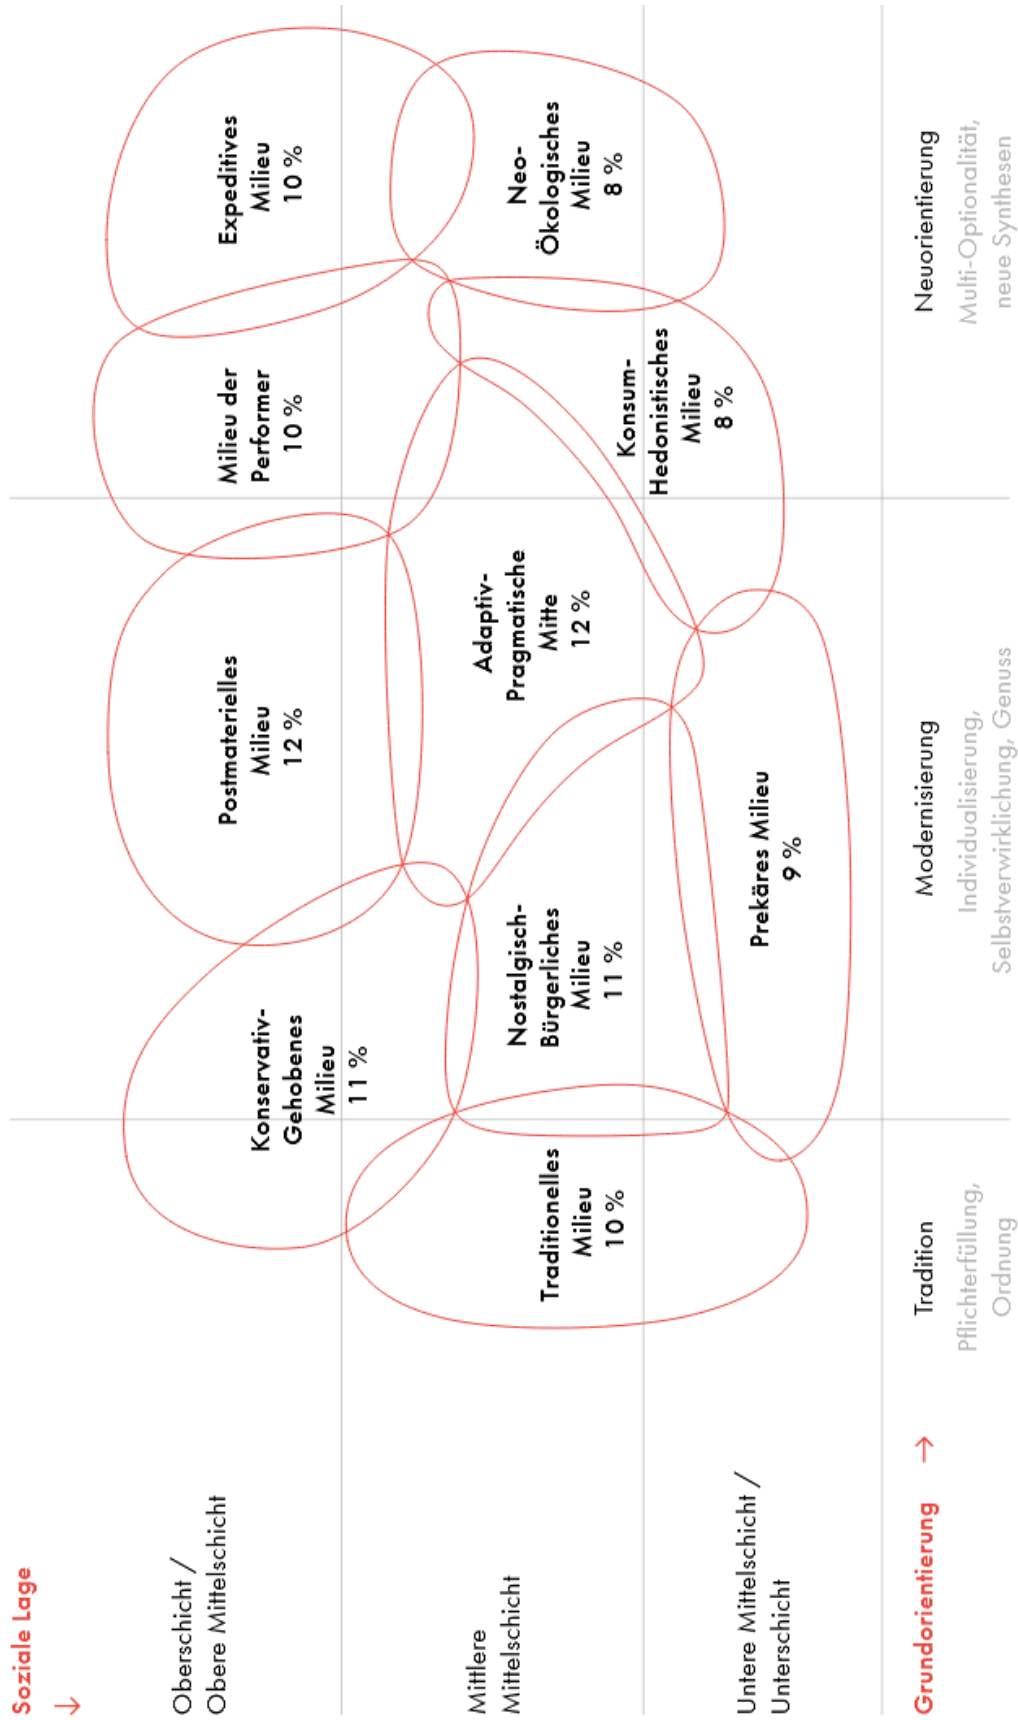 Soziale Lage
↓
Oberschicht /
Obere Mittelschicht
Mittlere
Mittelschicht
Untere Mittelschicht /
Unterschicht
Konservativ-
Gehobenes
Milieu
11 %
Postmaterielles
Milieu
12 %
Milieu der
Performer
10 %
Expeditives
Milieu
10 %
Traditionelles
Milieu
10 %
Nostalgisch-
Bürgerliches
Milieu
11 %
Adaptiv-
Pragmatische
Mitte
12 %
Konsum-
Hedonistisches
Milieu
8 %
Neo-
Ökologisches
Milieu
8 %
Prekäres Milieu
9 %
Grundorientierung →
Tradition
Pflichterfüllung,
Ordnung
Modernisierung
Individualisierung,
Selbstverwirklichung, Genuss
Neuorientierung
Multi-Optionalität,
neue Synthesen